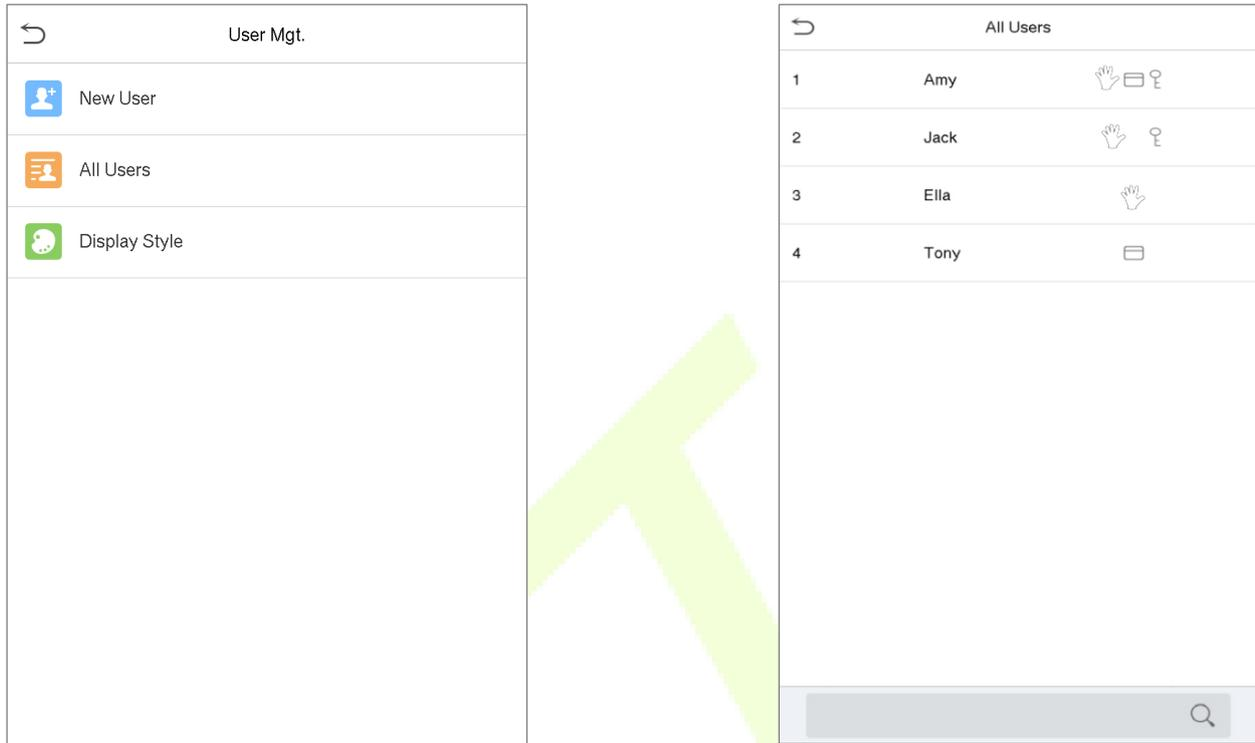 User Mgt.
New User
All Users
Display Style
All Users
1 Amy
2 Jack
3 Ella
4 Tony